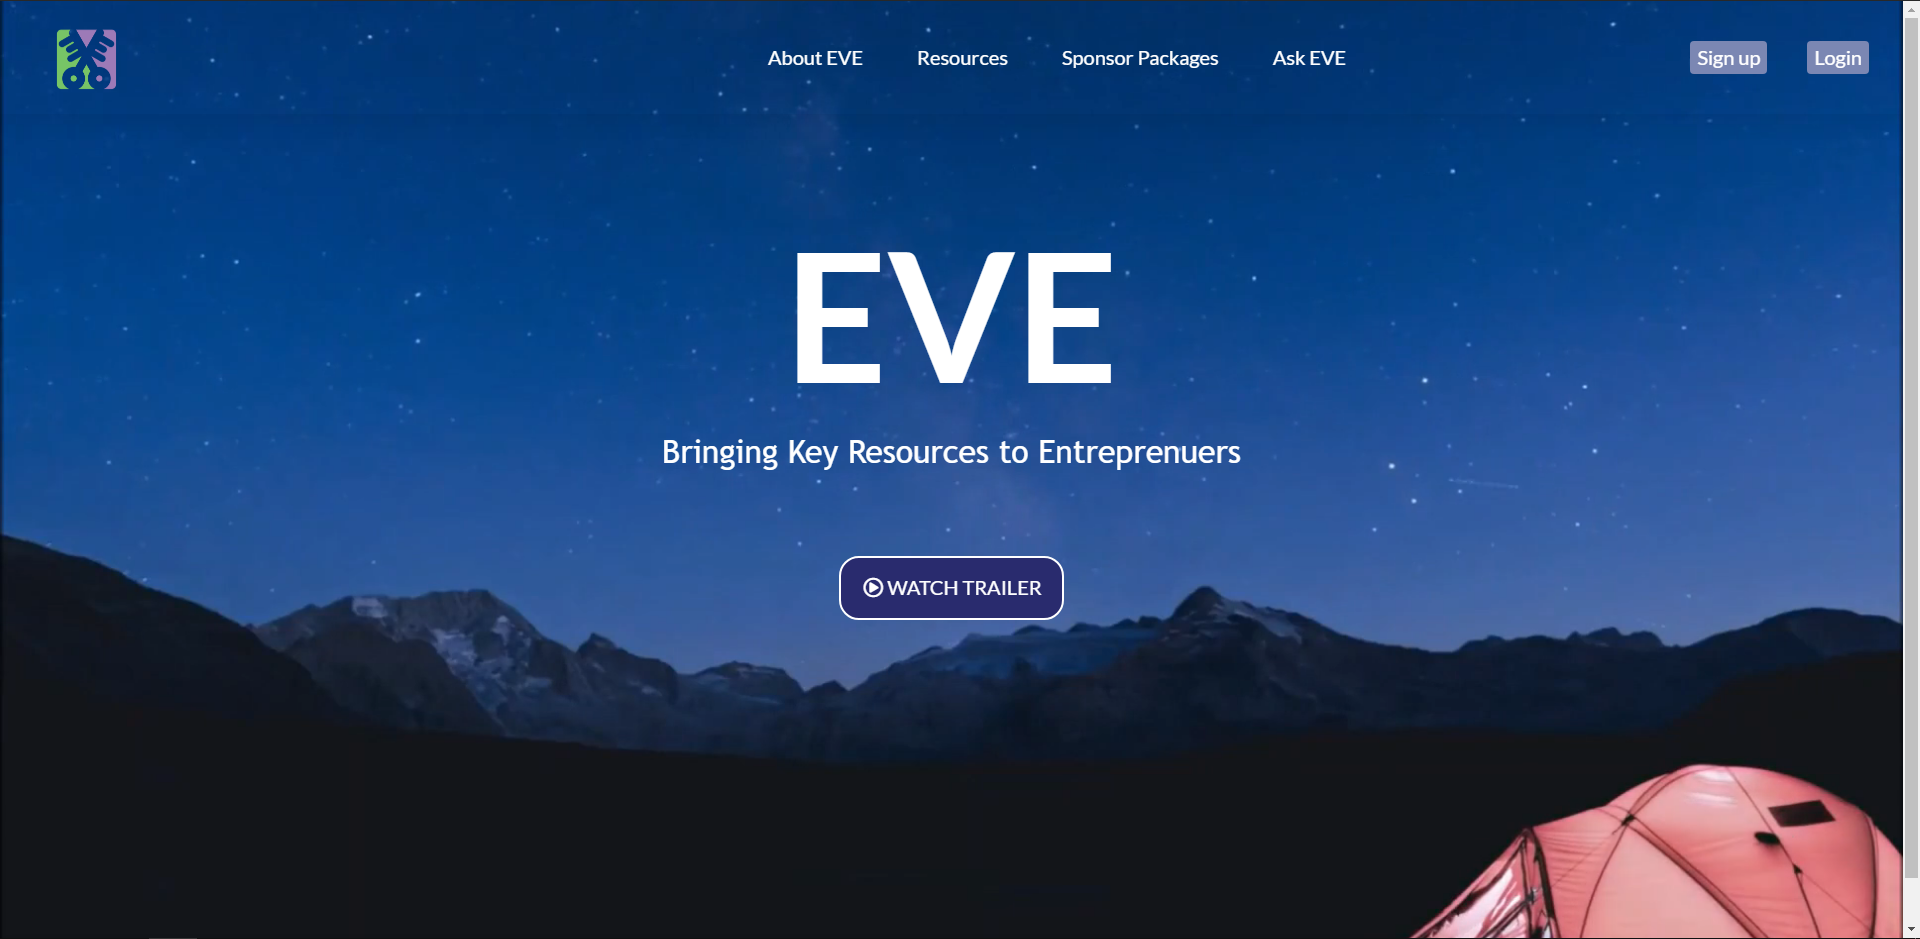 About EVE
Resources
Sponsor Packages
Ask EVE
Sign up
Login
EVE
Bringing Key Resources to Entreprenuers
WATCH TRAILER